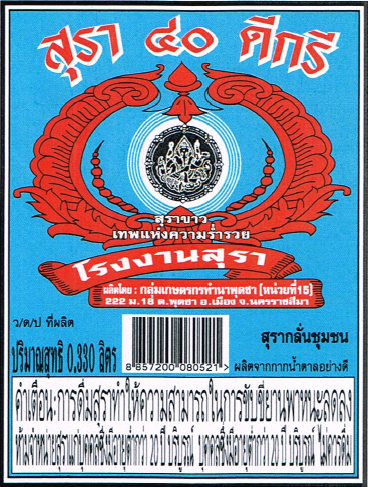 สุรา ๔๐ ดีกรี
สุราขาว
เทพแห่งความร่ำรวย
โรงงานสุรา
ผลิตโดย : กลุ่มเกษตรกรทำนาพุดซา (หน่วยที่15)
222 ม.18 ต.พุดซา อ.เมือง จ.นครราชสีมา
ว/ด/ป ที่ผลิต
สุรากลั่นชุมชน
ปริมาณสุทธิ 0.330 ลิตร
8 857200 080521 >
ผลิตจากกากน้ำตาลอย่างดี
คำเตือน:การดื่มสุราทำให้ความสามารถในการขับขี่ยานพาหนะลดลง
ห้ามจำหน่ายสุราแก่บุคคลซึ่งมีอายุต่ำกว่า 20 ปี บริบูรณ์ บุคคลซึ่งมีอายุต่ำกว่า 20 ปี บริบูรณ์ ไม่ควรดื่ม